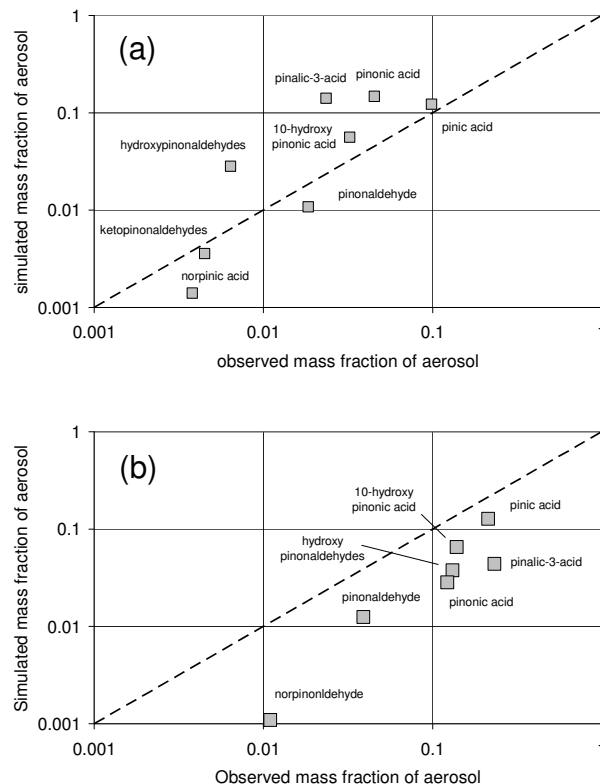 1
(a)
pinalic-3-acid
pinonic acid
0.1
10-hydroxy
pinonic acid
pinic acid
hydroxypinonaldehydes
pinonaldehyde
0.01
ketopinonaldehydes
norpinic acid
0.001
simulated mass fraction of aerosol
0.001
0.01
0.1
observed mass fraction of aerosol
1
(b)
10-hydroxy
pinonic acid
pinic acid
0.1
hydroxy
pinonaldehydes
pinalic-3-acid
pinonaldehyde
pinonic acid
0.01
norpinonldehyde
0.001
Simulated mass fraction of aerosol
0.001
0.01
0.1
Observed mass fraction of aerosol